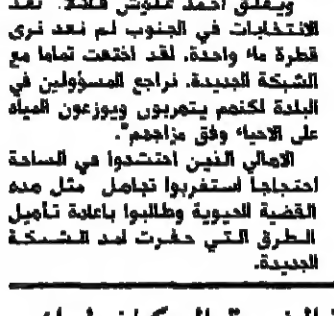 ويعلق احمد علوش قائلا: "بعد
الانتخابات في الجنوب لم نعد نرى
قطرة ماء واحدة. لقد اختفت تماما مع
الشبكة الجديدة. نراجع المسؤولين في
البلدة لكنهم يتهربون ويوزعون المياه
على الاحياء وفق مزاجهم".
الاهالي الذين احتشدوا في الساحة
احتجاجا استغربوا تجاهل مثل هذه
القضية الحيوية وطالبوا باعادة تأهيل
الطرق التي حفرت لمد الشبكة
الجديدة.